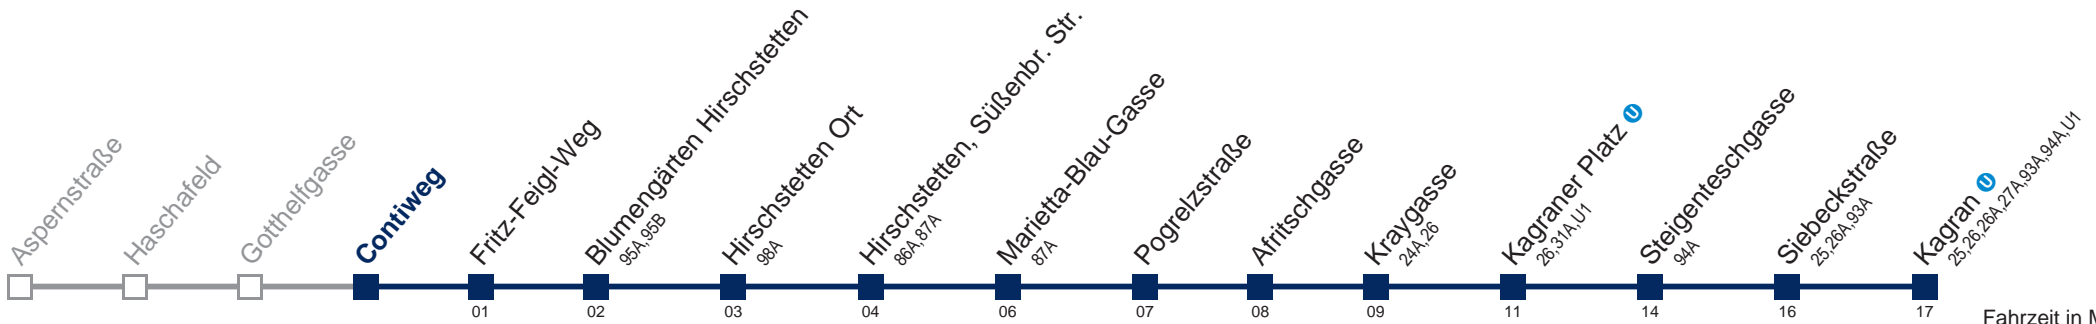 Aspernstraße
Haschafeld
Gotthelfgasse
Contiweg
Fritz-Feigl-Weg
01
Blumengärten Hirschstetten
95A,95B
02
Hirschstetten Ort
98A
03
Hirschstetten, Süßenbr. Str.
86A,87A
04
Marietta-Blau-Gasse
87A
06
Pogrelzstraße
07
Afritschgasse
08
Kraygasse
24A,26
09
Kagraner Platz U
26,31A,U1
11
Steigenteschgasse
94A
14
Siebeckstraße
25,26A,93A
16
Kagran U
25,26,26A,27A,93A,94A,U1
17
Fahrzeit in M